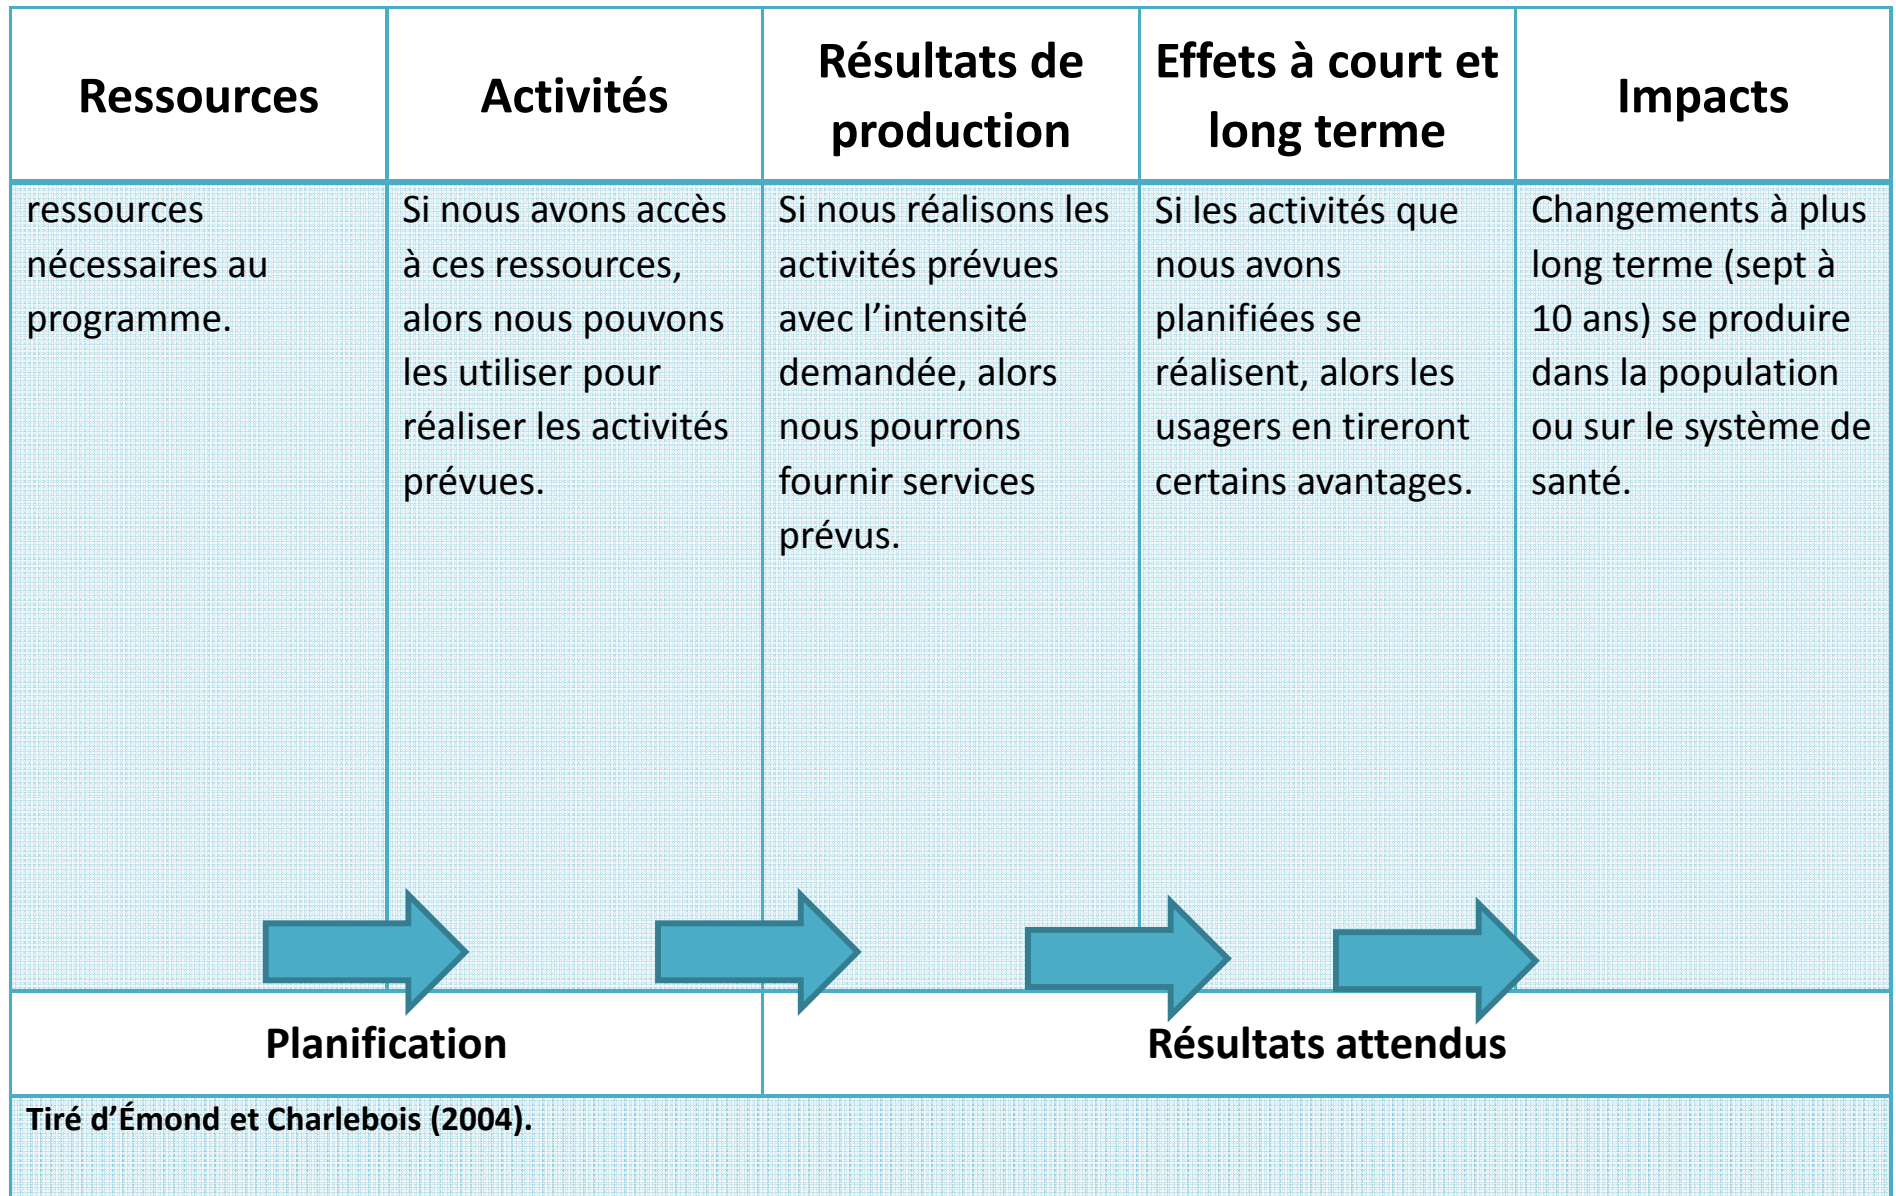 Ressources
Activités
Résultats de
production
Effets à court et
long terme
Impacts
ressources
nécessaires au
programme.
Si nous avons accès
à ces ressources,
alors nous pouvons
les utiliser pour
réaliser les activités
prévues.
Si nous réalisons les
activités prévues
avec l’intensité
demandée, alors
nous pourrons
fournir services
prévus.
Si les activités que
nous avons
planifiées se
réalisent, alors les
usagers en tireront
certains avantages.
Changements à plus
long terme (sept à
10 ans) se produire
dans la population
ou sur le système de
santé.
Planification
Résultats attendus
Tiré d’Émond et Charlebois (2004).